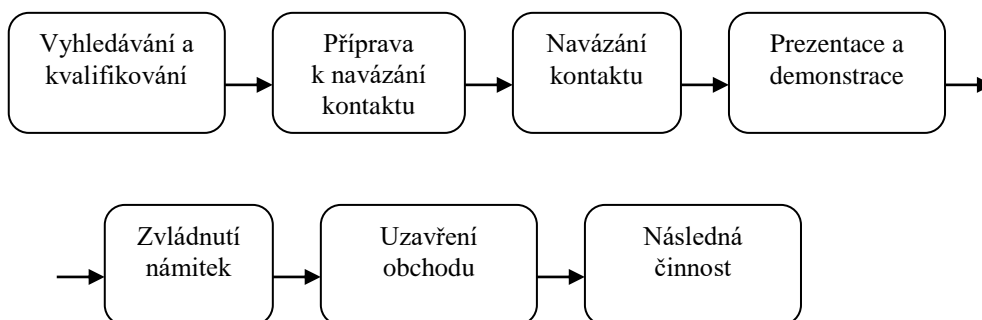 Vyhledávání a
kvalifikování
Příprava
k navázání
kontaktu
Navázání
kontaktu
Prezentace a
demonstrace
Zvládnutí
námitek
Uzavření
obchodu
Následná
činnost